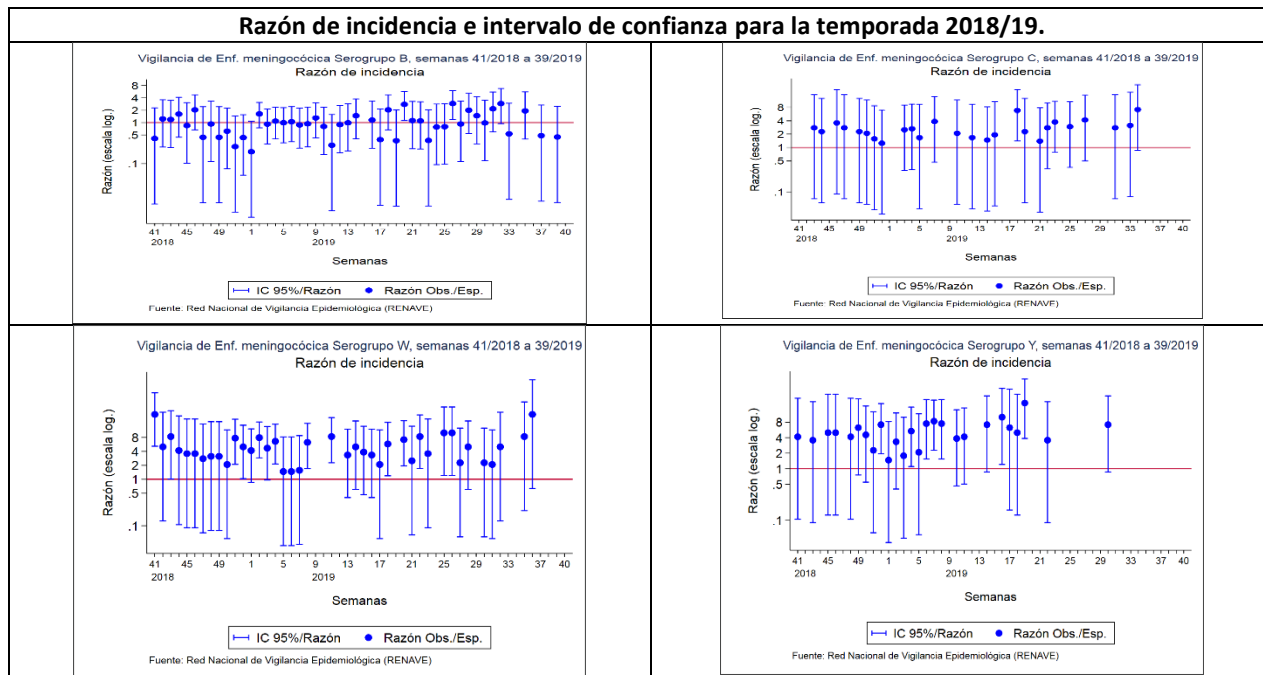 Razón de incidencia e intervalo de confianza para la temporada 2018/19.
Vigilancia de Enf. meningocócica Serogrupo B, semanas 41/2018 a 39/2019
Razón de incidencia
Razón (escala log.)
8
4
2
1
.5
.1
41 45 49 1 5 9 13 17 21 25 29 33 37 40
2018 2019
Semanas
IC 95%/Razón Razón Obs./Esp.
Fuente: Red Nacional de Vigilancia Epidemiológica (RENAVE)
Vigilancia de Enf. meningocócica Serogrupo C, semanas 41/2018 a 39/2019
Razón de incidencia
Razón (escala log.)
8
4
2
1
.5
.1
41 45 49 1 5 9 13 17 21 25 29 33 37 40
2018 2019
Semanas
IC 95%/Razón Razón Obs./Esp.
Fuente: Red Nacional de Vigilancia Epidemiológica (RENAVE)
Vigilancia de Enf. meningocócica Serogrupo W, semanas 41/2018 a 39/2019
Razón de incidencia
Razón (escala log.)
8
4
2
1
.5
.1
41 45 49 1 5 9 13 17 21 25 29 33 37 40
2018 2019
Semanas
IC 95%/Razón Razón Obs./Esp.
Fuente: Red Nacional de Vigilancia Epidemiológica (RENAVE)
Vigilancia de Enf. meningocócica Serogrupo Y, semanas 41/2018 a 39/2019
Razón de incidencia
Razón (escala log.)
8
4
2
1
.5
.1
41 45 49 1 5 9 13 17 21 25 29 33 37 40
2018 2019
Semanas
IC 95%/Razón Razón Obs./Esp.
Fuente: Red Nacional de Vigilancia Epidemiológica (RENAVE)